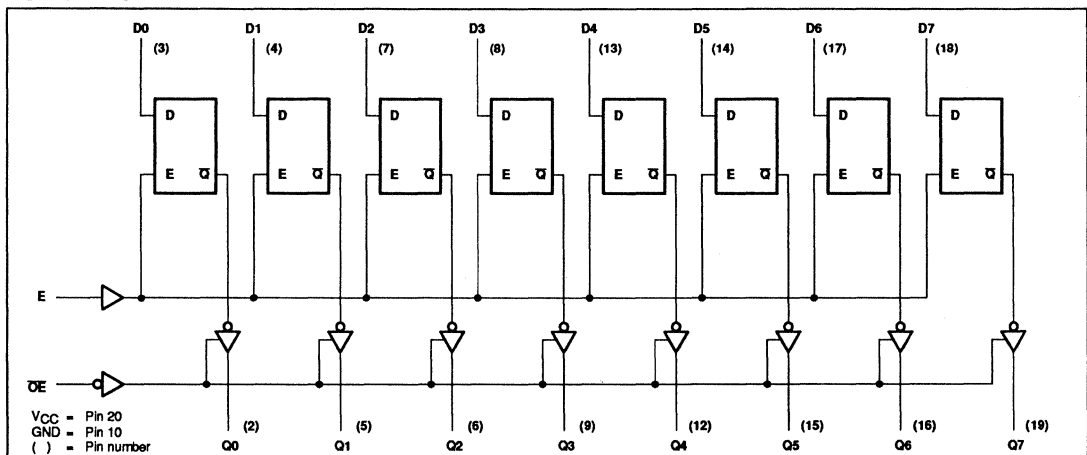 D0 D1 D2 D3 D4 D5 D6 D7
(3) (4) (7) (8) (13) (14) (17) (18)
D D D D D D D D
E Q̅ E Q̅ E Q̅ E Q̅ E Q̅ E Q̅ E Q̅ E Q̅
E
O̅E̅
VCC = Pin 20
GND = Pin 10
( ) = Pin number
(2) (5) (6) (9) (12) (15) (16) (19)
Q0 Q1 Q2 Q3 Q4 Q5 Q6 Q7